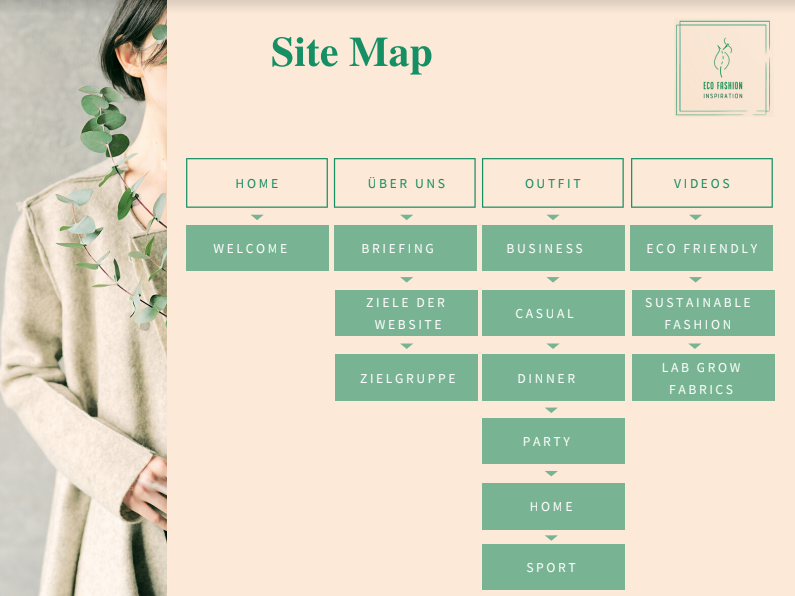 Site Map
ECO FASHION
INSPIRATION
HOME
ÜBER UNS
OUTFIT
VIDEOS
WELCOME
BRIEFING
BUSINESS
ECO FRIENDLY
ZIELE DER
WEBSITE
CASUAL
SUSTAINABLE
FASHION
ZIELGRUPPE
DINNER
LAB GROW
FABRICS
PARTY
HOME
SPORT